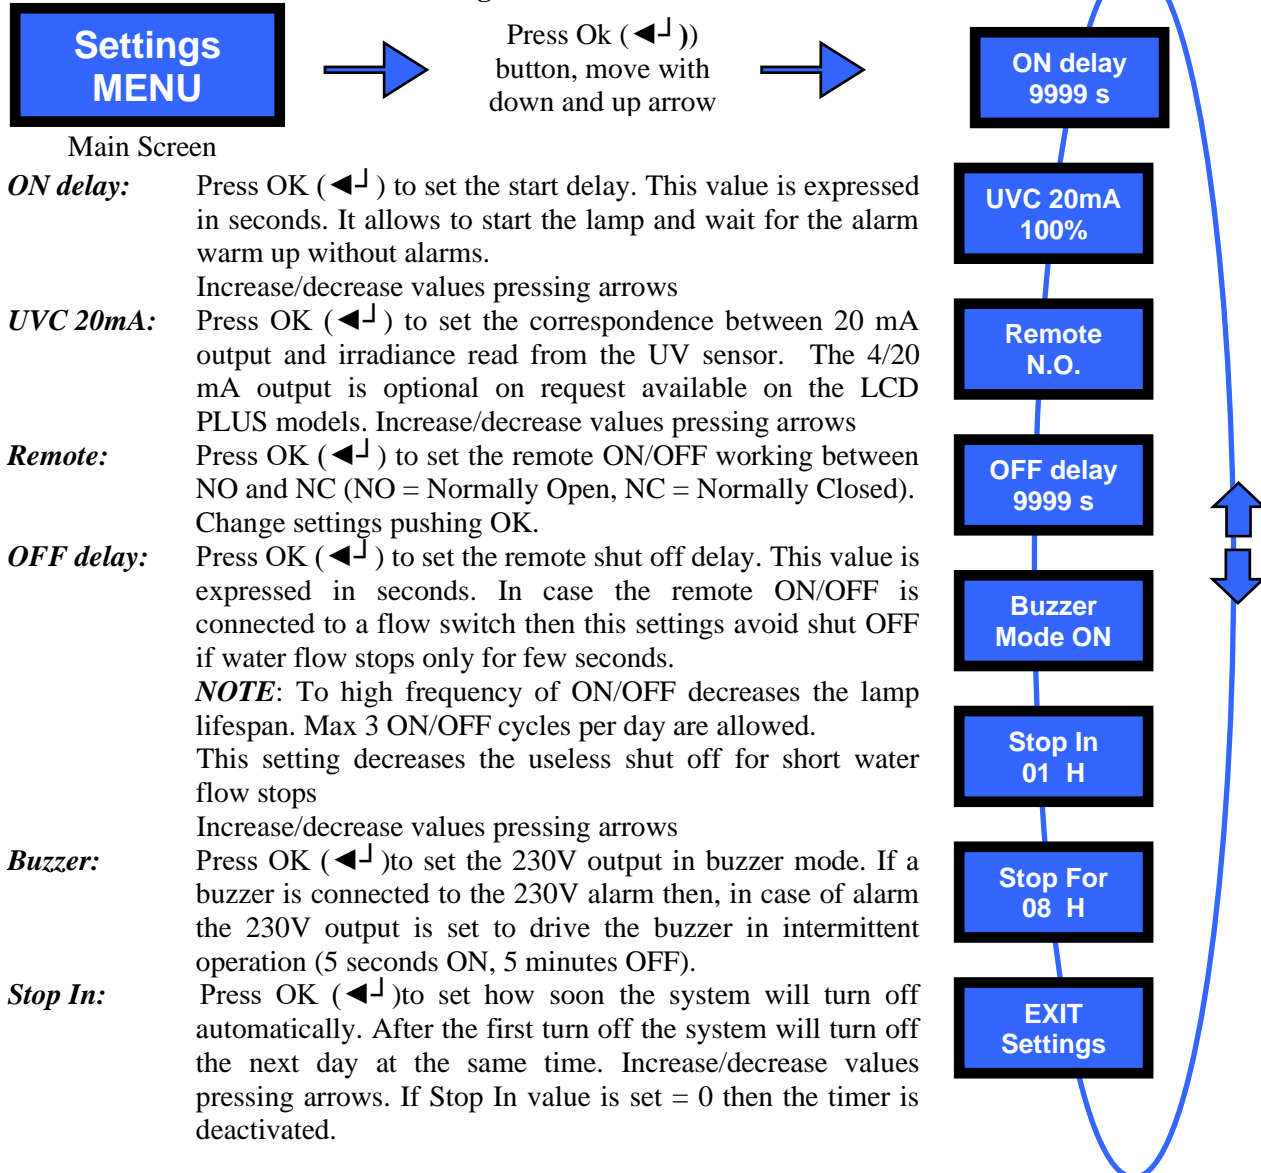 Settings
MENU
Press Ok (◄┘))
button, move with
down and up arrow
Main Screen
ON delay: Press OK (◄┘) to set the start delay. This value is expressed
in seconds. It allows to start the lamp and wait for the alarm
warm up without alarms.
Increase/decrease values pressing arrows
UVC 20mA: Press OK (◄┘) to set the correspondence between 20 mA
output and irradiance read from the UV sensor. The 4/20
mA output is optional on request available on the LCD
PLUS models. Increase/decrease values pressing arrows
Remote: Press OK (◄┘) to set the remote ON/OFF working between
NO and NC (NO = Normally Open, NC = Normally Closed).
Change settings pushing OK.
OFF delay: Press OK (◄┘) to set the remote shut off delay. This value is
expressed in seconds. In case the remote ON/OFF is
connected to a flow switch then this settings avoid shut OFF
if water flow stops only for few seconds.
NOTE: To high frequency of ON/OFF decreases the lamp
lifespan. Max 3 ON/OFF cycles per day are allowed.
This setting decreases the useless shut off for short water
flow stops
Increase/decrease values pressing arrows
Buzzer: Press OK (◄┘)to set the 230V output in buzzer mode. If a
buzzer is connected to the 230V alarm then, in case of alarm
the 230V output is set to drive the buzzer in intermittent
operation (5 seconds ON, 5 minutes OFF).
Stop In: Press OK (◄┘)to set how soon the system will turn off
automatically. After the first turn off the system will turn off
the next day at the same time. Increase/decrease values
pressing arrows. If Stop In value is set = 0 then the timer is
deactivated.
ON delay
9999 s
UVC 20mA
100%
Remote
N.O.
OFF delay
9999 s
Buzzer
Mode ON
Stop In
01 H
Stop For
08 H
EXIT
Settings